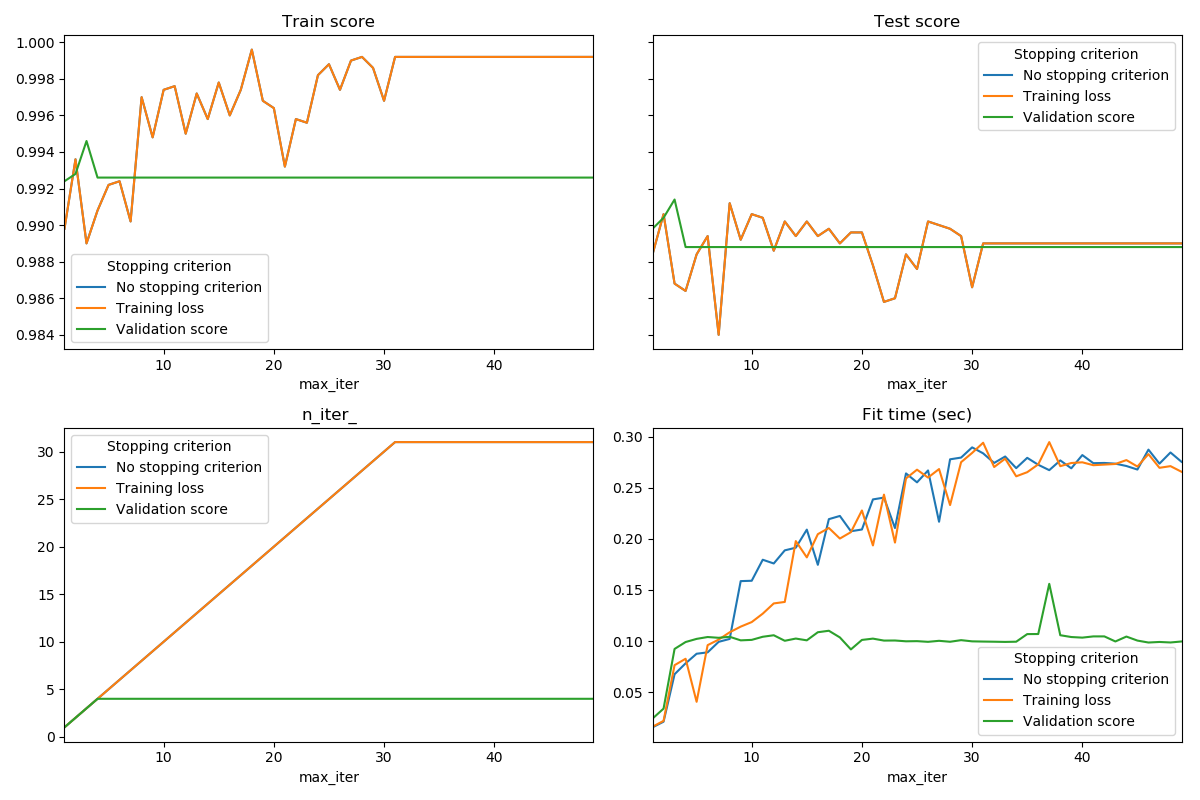 Train score
1.000
0.998
0.996
0.994
0.992
0.990
0.988
0.986
0.984
Stopping criterion
No stopping criterion
Training loss
Validation score
10
20
30
40
max_iter
Test score
Stopping criterion
No stopping criterion
Training loss
Validation score
10
20
30
40
max_iter
n_iter_
30
25
20
15
10
5
0
Stopping criterion
No stopping criterion
Training loss
Validation score
10
20
30
40
max_iter
Fit time (sec)
0.30
0.25
0.20
0.15
0.10
0.05
Stopping criterion
No stopping criterion
Training loss
Validation score
10
20
30
40
max_iter